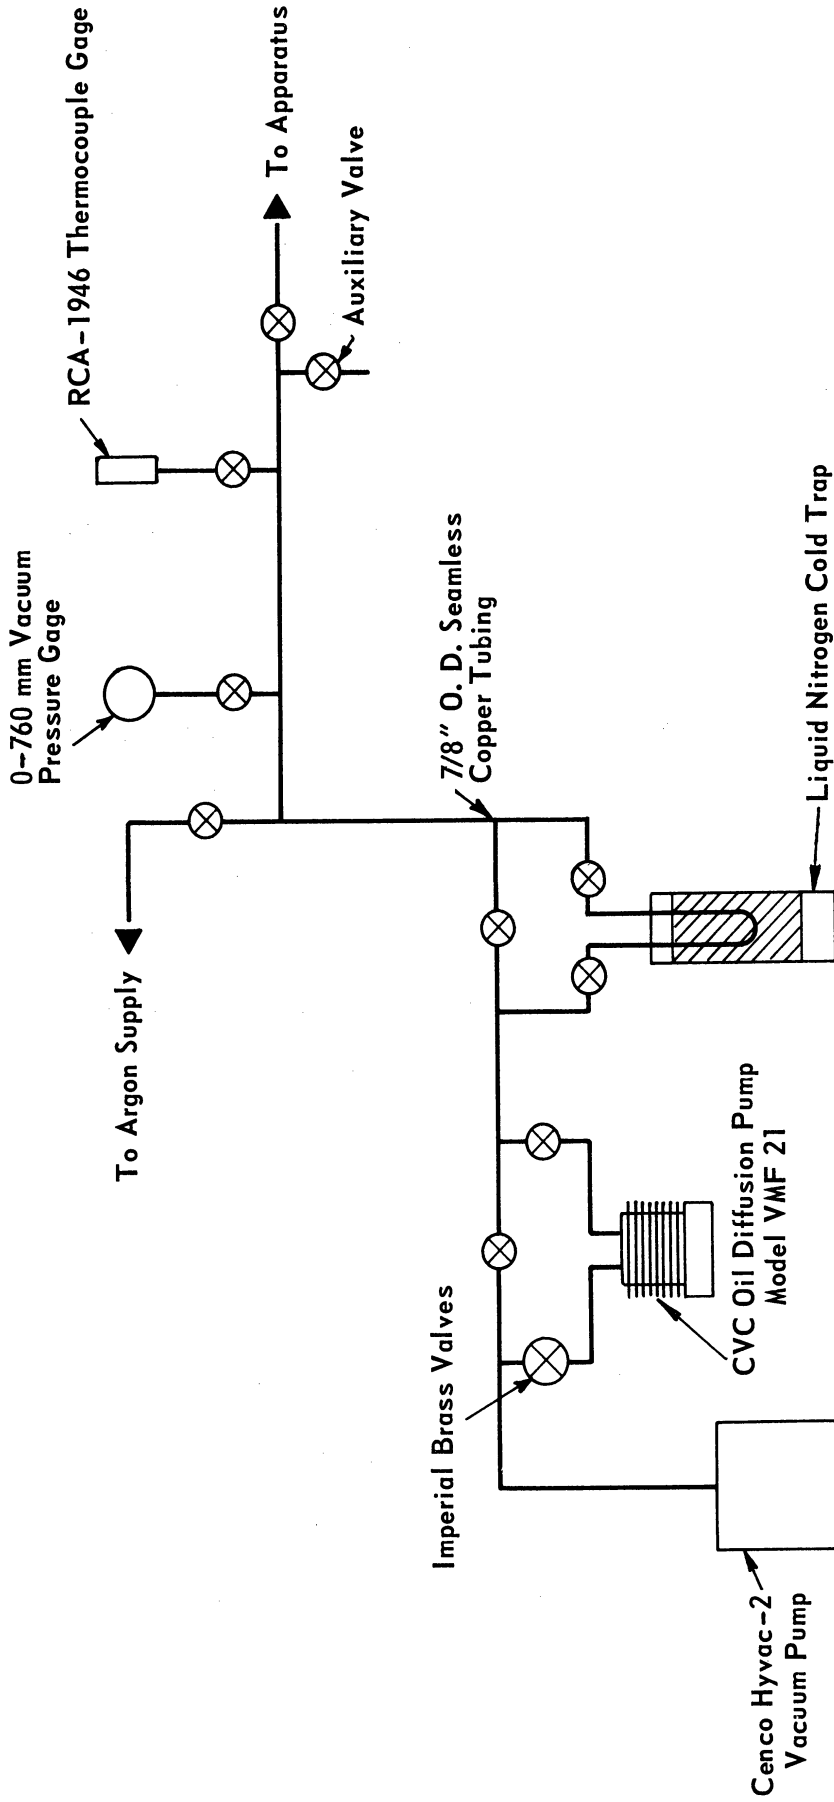 RCA-1946 Thermocouple Gage
To Apparatus
Auxiliary Valve
0-760 mm Vacuum
Pressure Gage
7/8" O. D. Seamless
Copper Tubing
Liquid Nitrogen Cold Trap
To Argon Supply
CVC Oil Diffusion Pump
Model VMF 21
Imperial Brass Valves
Cenco Hyvac-2
Vacuum Pump